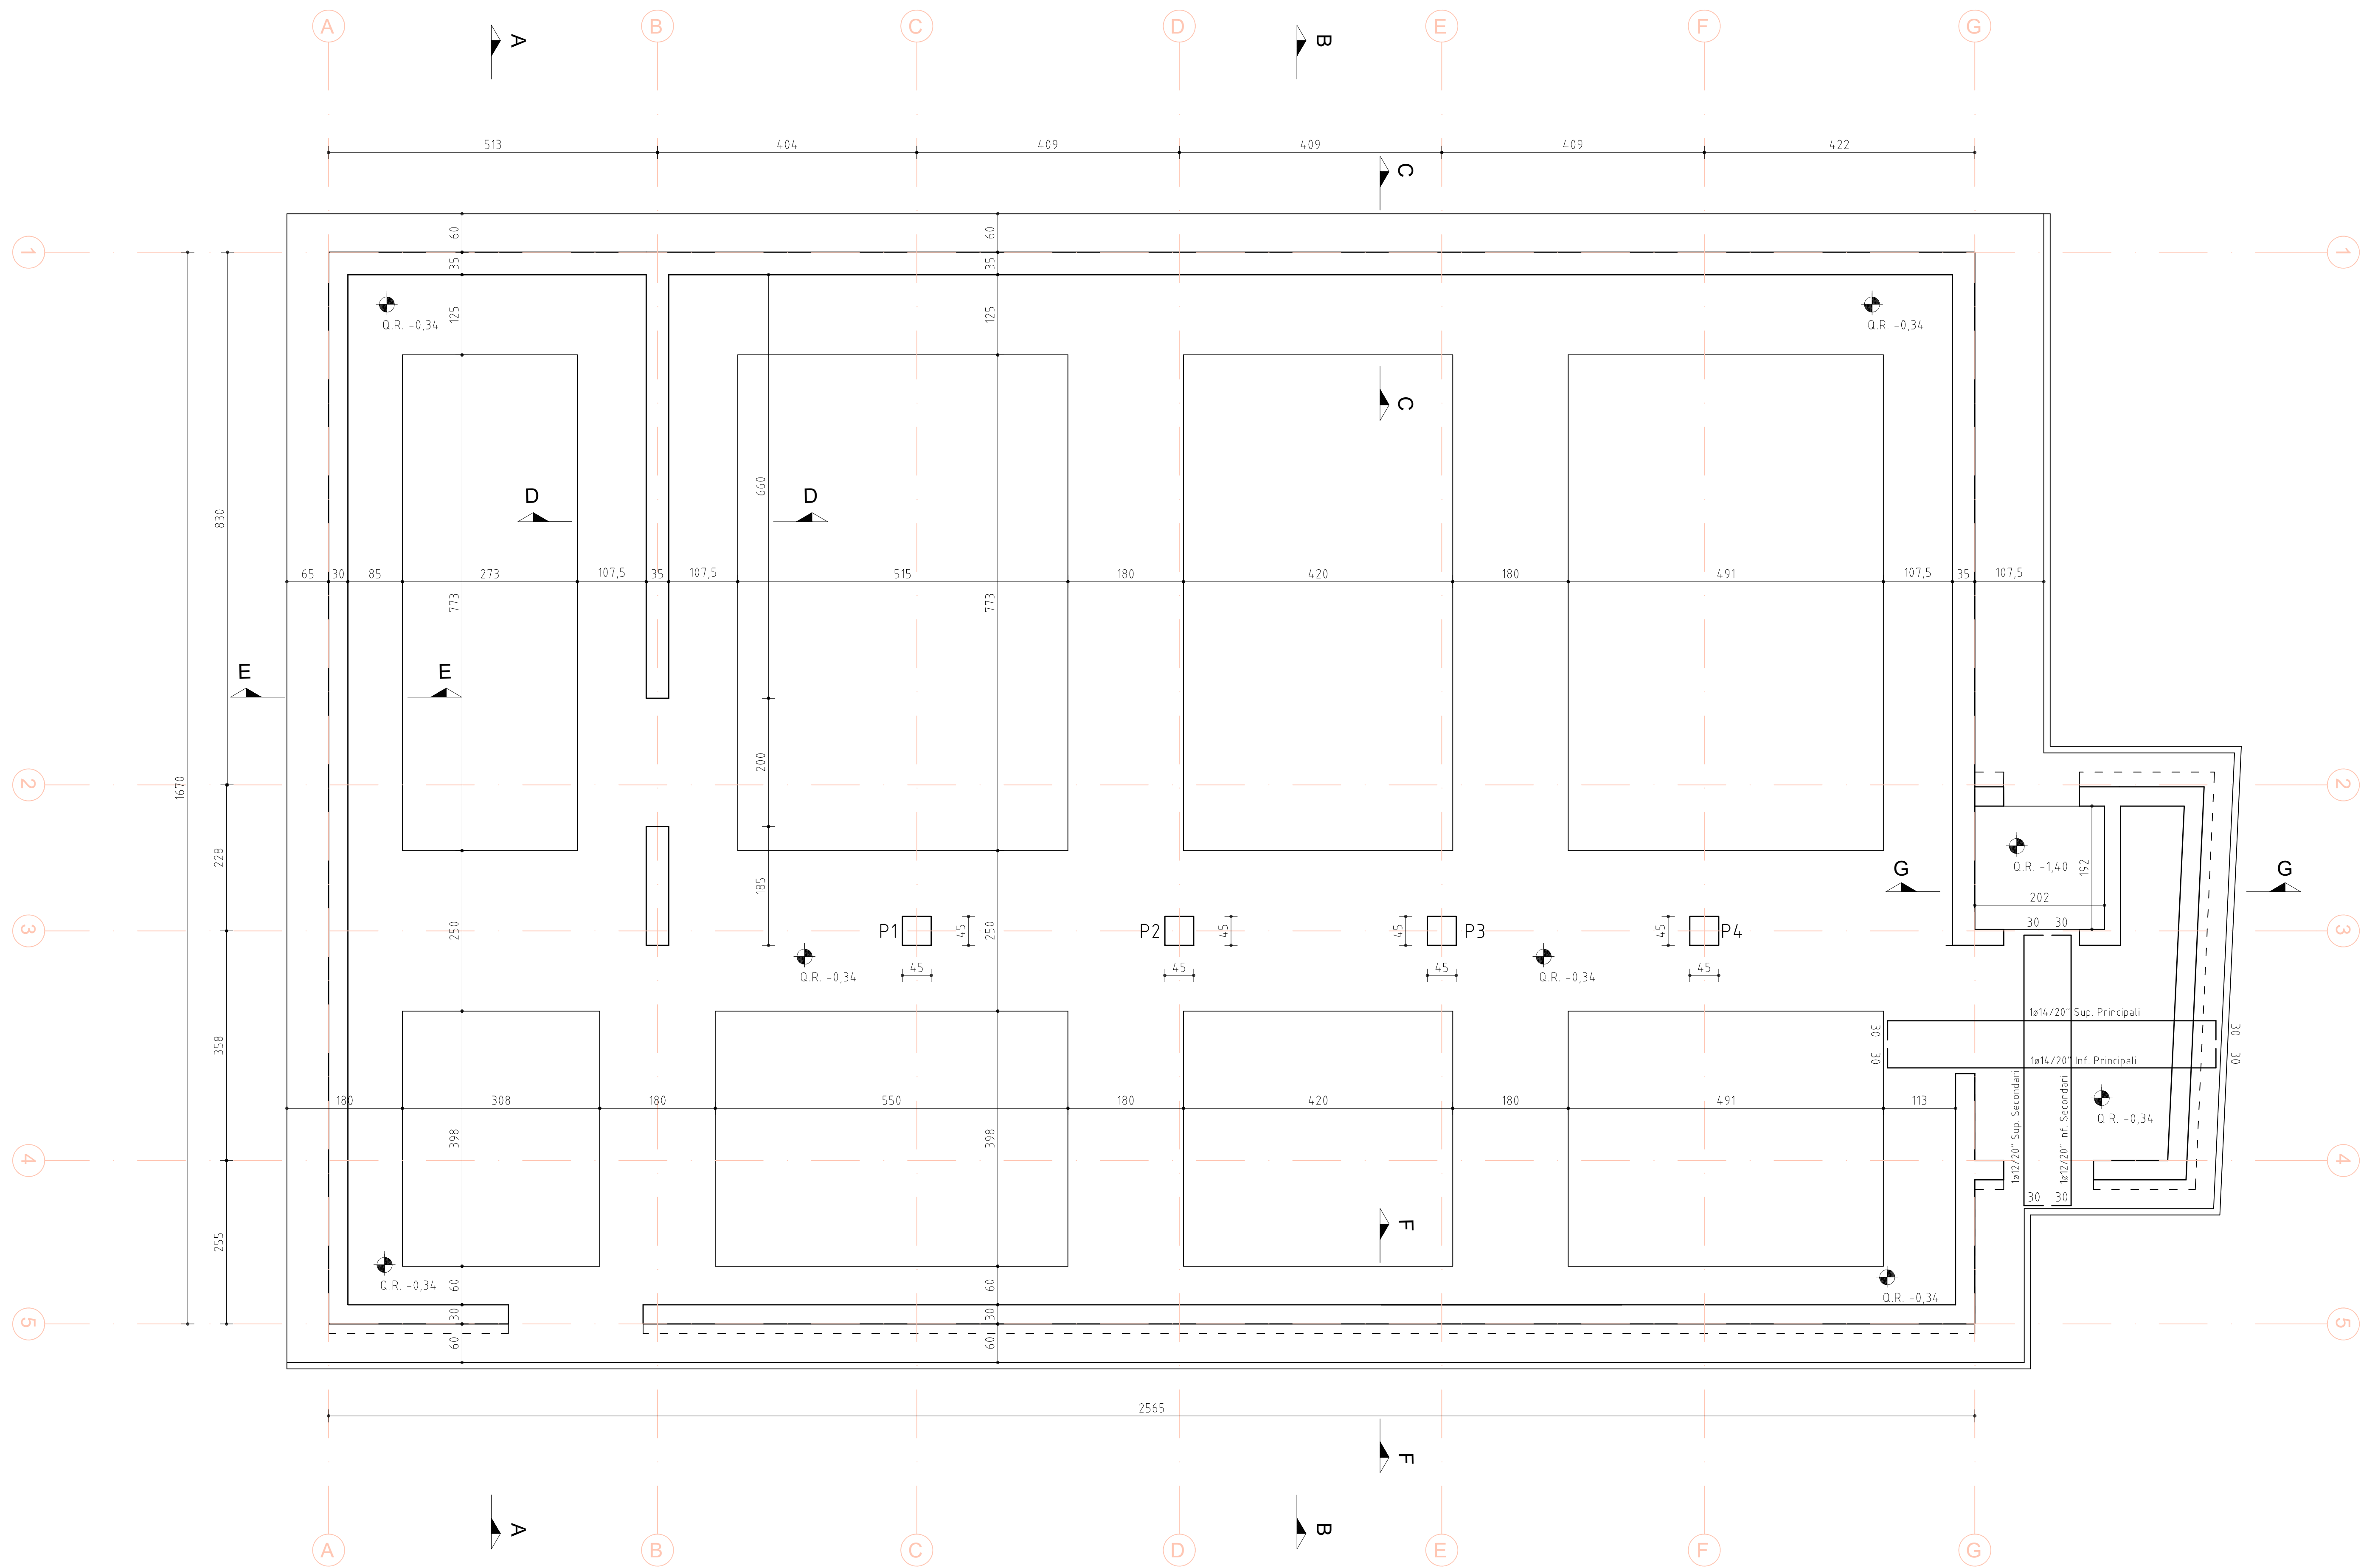 A B C D E F G
A B
513 404 409 409 409 422
C
60 60
1 1
35 35
125 125
Q.R. -0,34 Q.R. -0,34
C
660
D D
830
65 30 85 273 107,5 35 107,5 515 180 420 180 491 107,5 35 107,5
773 773
E E
200
1670
2 2
228
185
Q.R. -1,40
192
G G
202
250 250
30 30
3 3
P1 45 P2 45 45 P3 45 P4
Q.R. -0,34 Q.R. -0,34
45 45 45 45
1ø14/20" Sup. Principali
30 30
358
30 30
1ø14/20" Inf. Principali
180 308 180 550 180 420 180 491 113
Q.R. -0,34
398 398
1ø12/20" Sup. Secondari
1ø12/20" Inf. Secondari
4 4
30 30
F
255
Q.R. -0,34 Q.R. -0,34
60 60
30 30
5 5
60 60
2565
F
A B
A B C D E F G